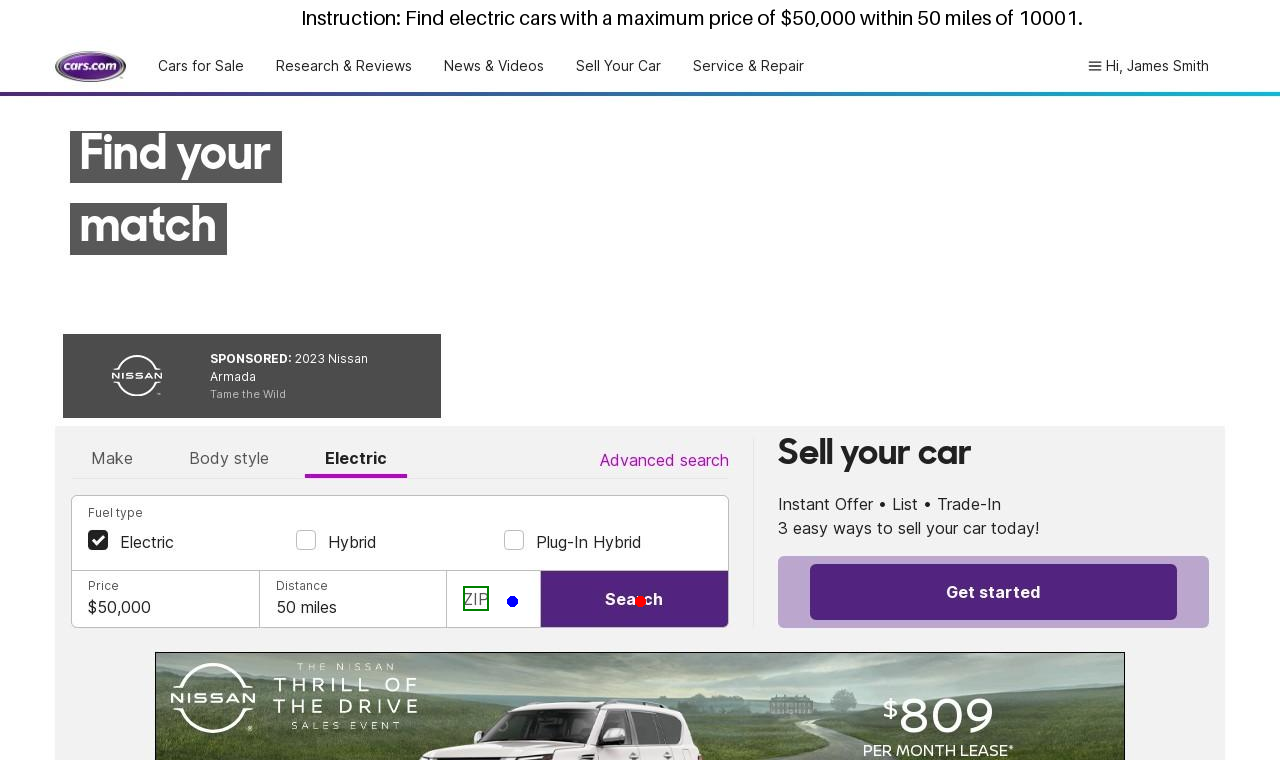 Instruction: Find electric cars with a maximum price of $50,000 within 50 miles of 10001.
cars.com Cars for Sale Research & Reviews News & Videos Sell Your Car Service & Repair Hi, James Smith
Find your
match
SPONSORED: 2023 Nissan
Armada
Tame the Wild
NISSAN
Make Body style Electric Advanced search
Fuel type
Electric Hybrid Plug-In Hybrid
Price Distance
$50,000 50 miles ZIP Search
Sell your car
Instant Offer • List • Trade-In
3 easy ways to sell your car today!
Get started
NISSAN
THE NISSAN
THRILL OF
THE DRIVE
SALES EVENT
$809
PER MONTH LEASE*